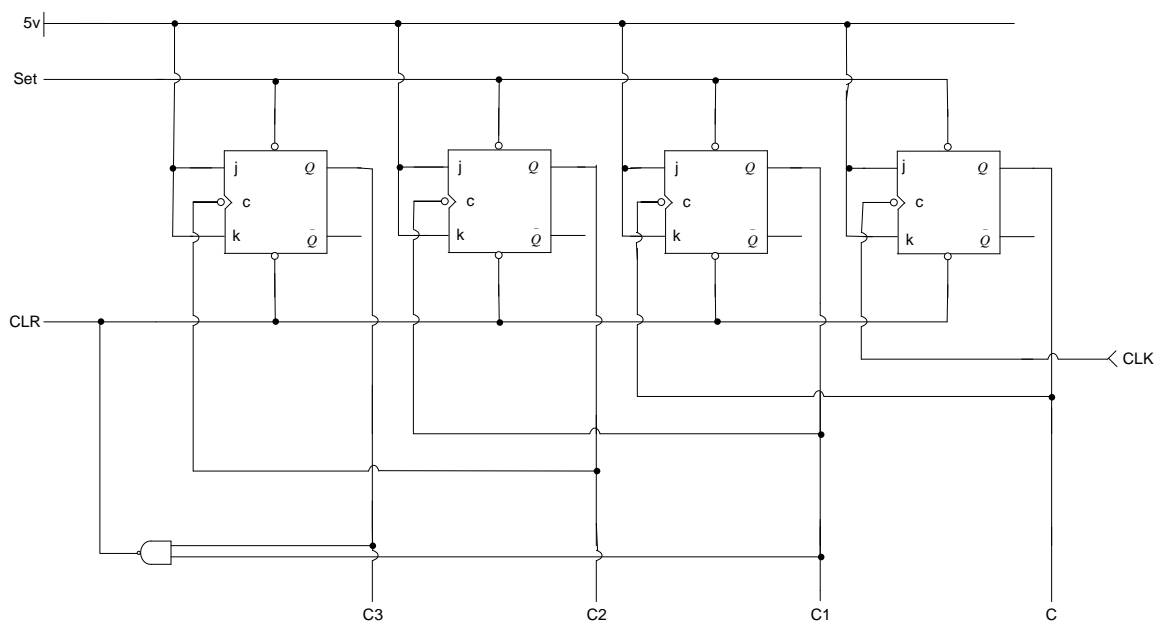 5v
Set
j Q j Q j Q j Q
c c c c
k Q̅ k Q̅ k Q̅ k Q̅
CLR
CLK
C3 C2 C1 C